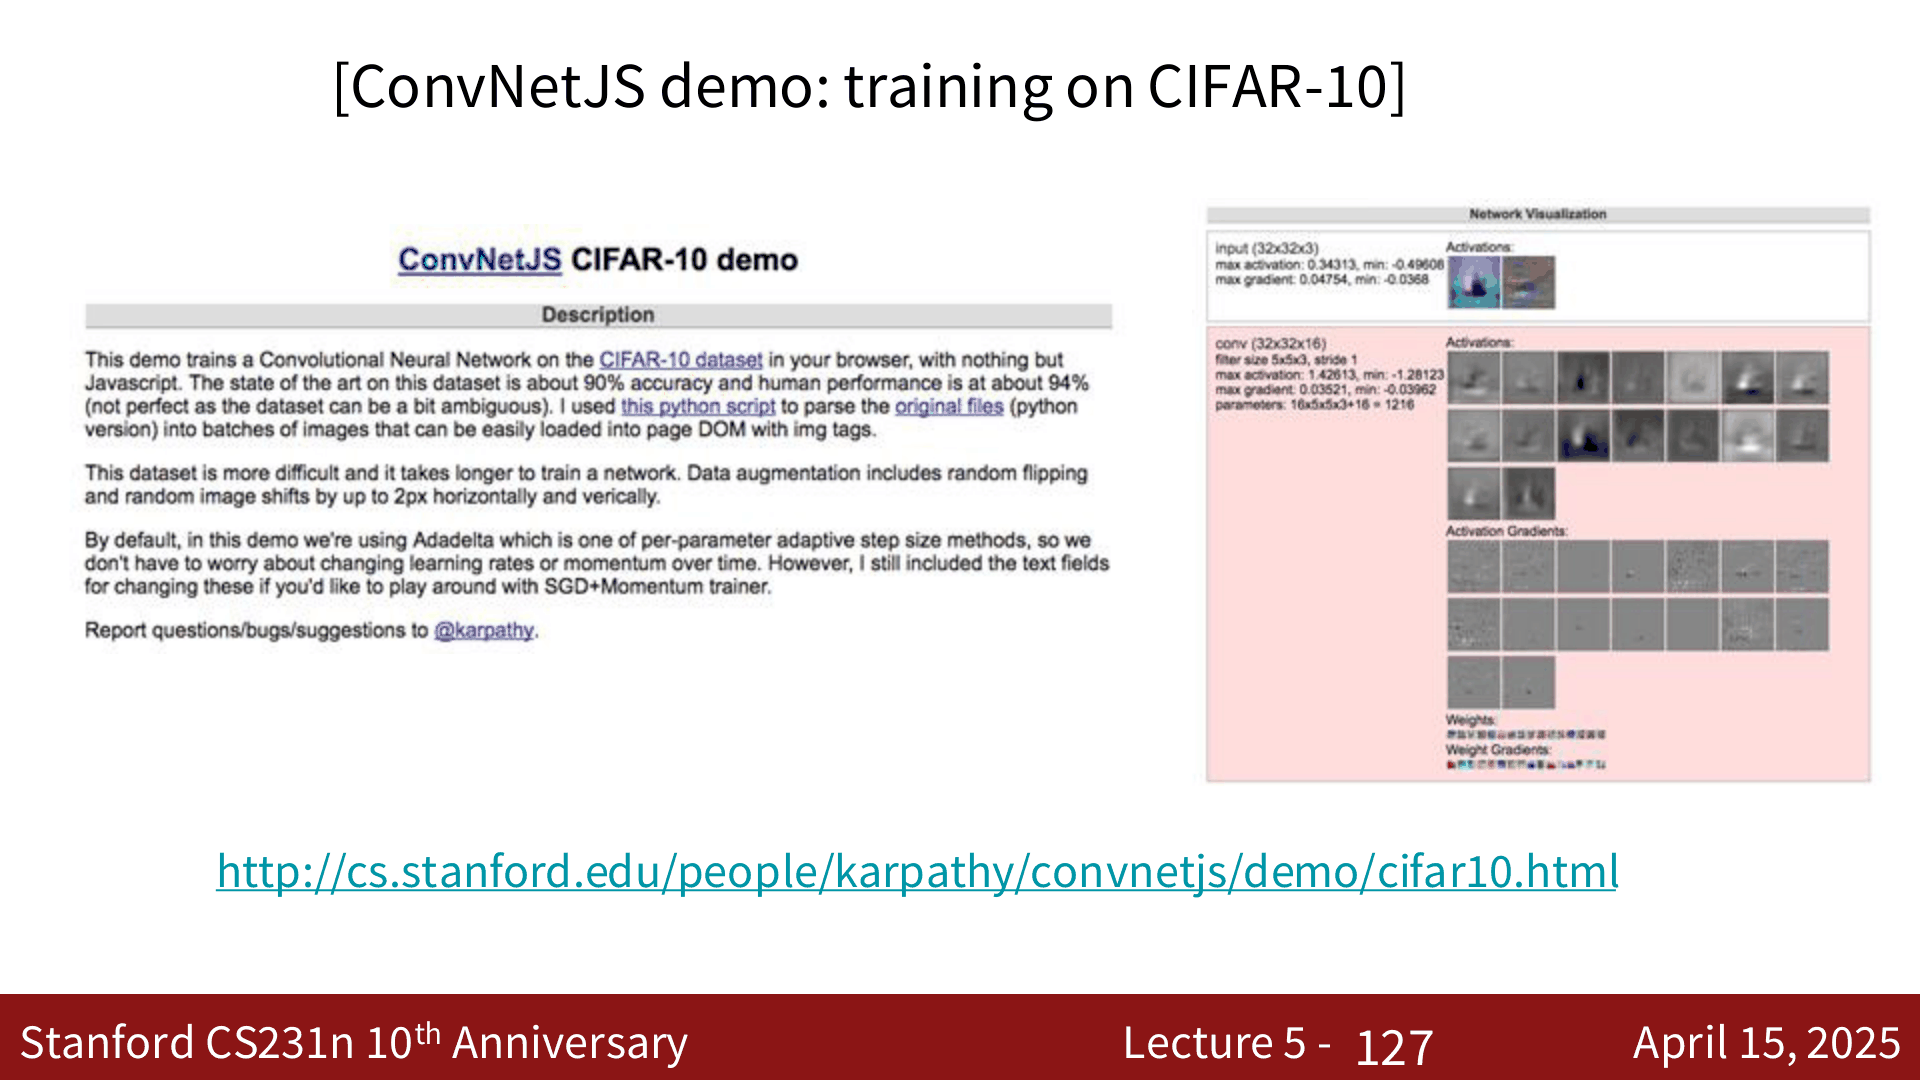 [ConvNetJS demo: training on CIFAR-10]
ConvNetJS CIFAR-10 demo
Description
This demo trains a Convolutional Neural Network on the CIFAR-10 dataset in your browser, with nothing but
Javascript. The state of the art on this dataset is about 90% accuracy and human performance is at about 94%
(not perfect as the dataset can be a bit ambiguous). I used this python script to parse the original files (python
version) into batches of images that can be easily loaded into page DOM with img tags.
This dataset is more difficult and it takes longer to train a network. Data augmentation includes random flipping
and random image shifts by up to 2px horizontally and verically.
By default, in this demo we're using Adadelta which is one of per-parameter adaptive step size methods, so we
don't have to worry about changing learning rates or momentum over time. However, I still included the text fields
for changing these if you'd like to play around with SGD+Momentum trainer.
Report questions/bugs/suggestions to @karpathy.
Network Visualization
input (32x32x3)
max activation: 0.34313, min: -0.49608
max gradient: 0.04754, min: -0.0368
Activations:
conv (32x32x16)
filter size 5x5x3, stride 1
max activation: 1.42613, min: -1.28123
max gradient: 0.03521, min: -0.03962
parameters: 16x5x5x3+16 = 1216
Activations:
Activation Gradients:
Weights:
Weight Gradients:
http://cs.stanford.edu/people/karpathy/convnetjs/demo/cifar10.html
Stanford CS231n 10th Anniversary
Lecture 5 - 127
April 15, 2025